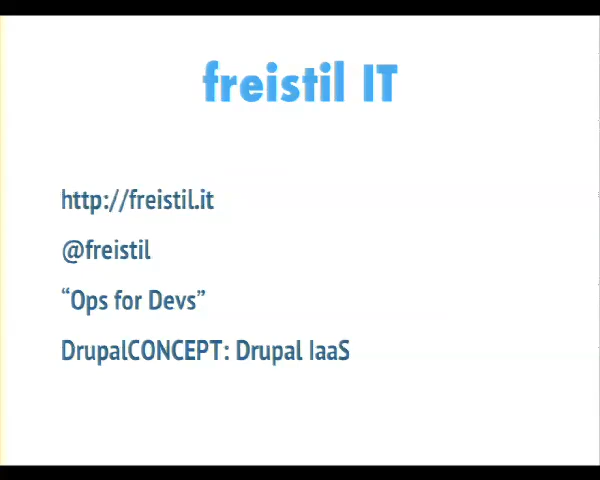 freistil IT
http://freistil.it
@freistil
“Ops for Devs”
DrupalCONCEPT: Drupal IaaS